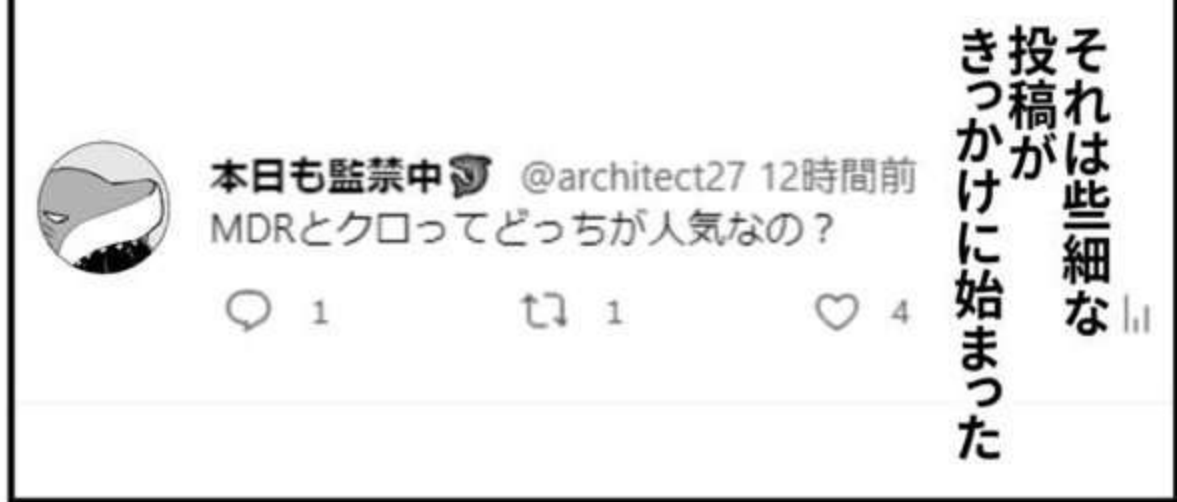 それは些細な
投稿が
きっかけに始まった
本日も監禁中 @architect27 12時間前
MDRとクロってどっちが人気なの？
1 1 4